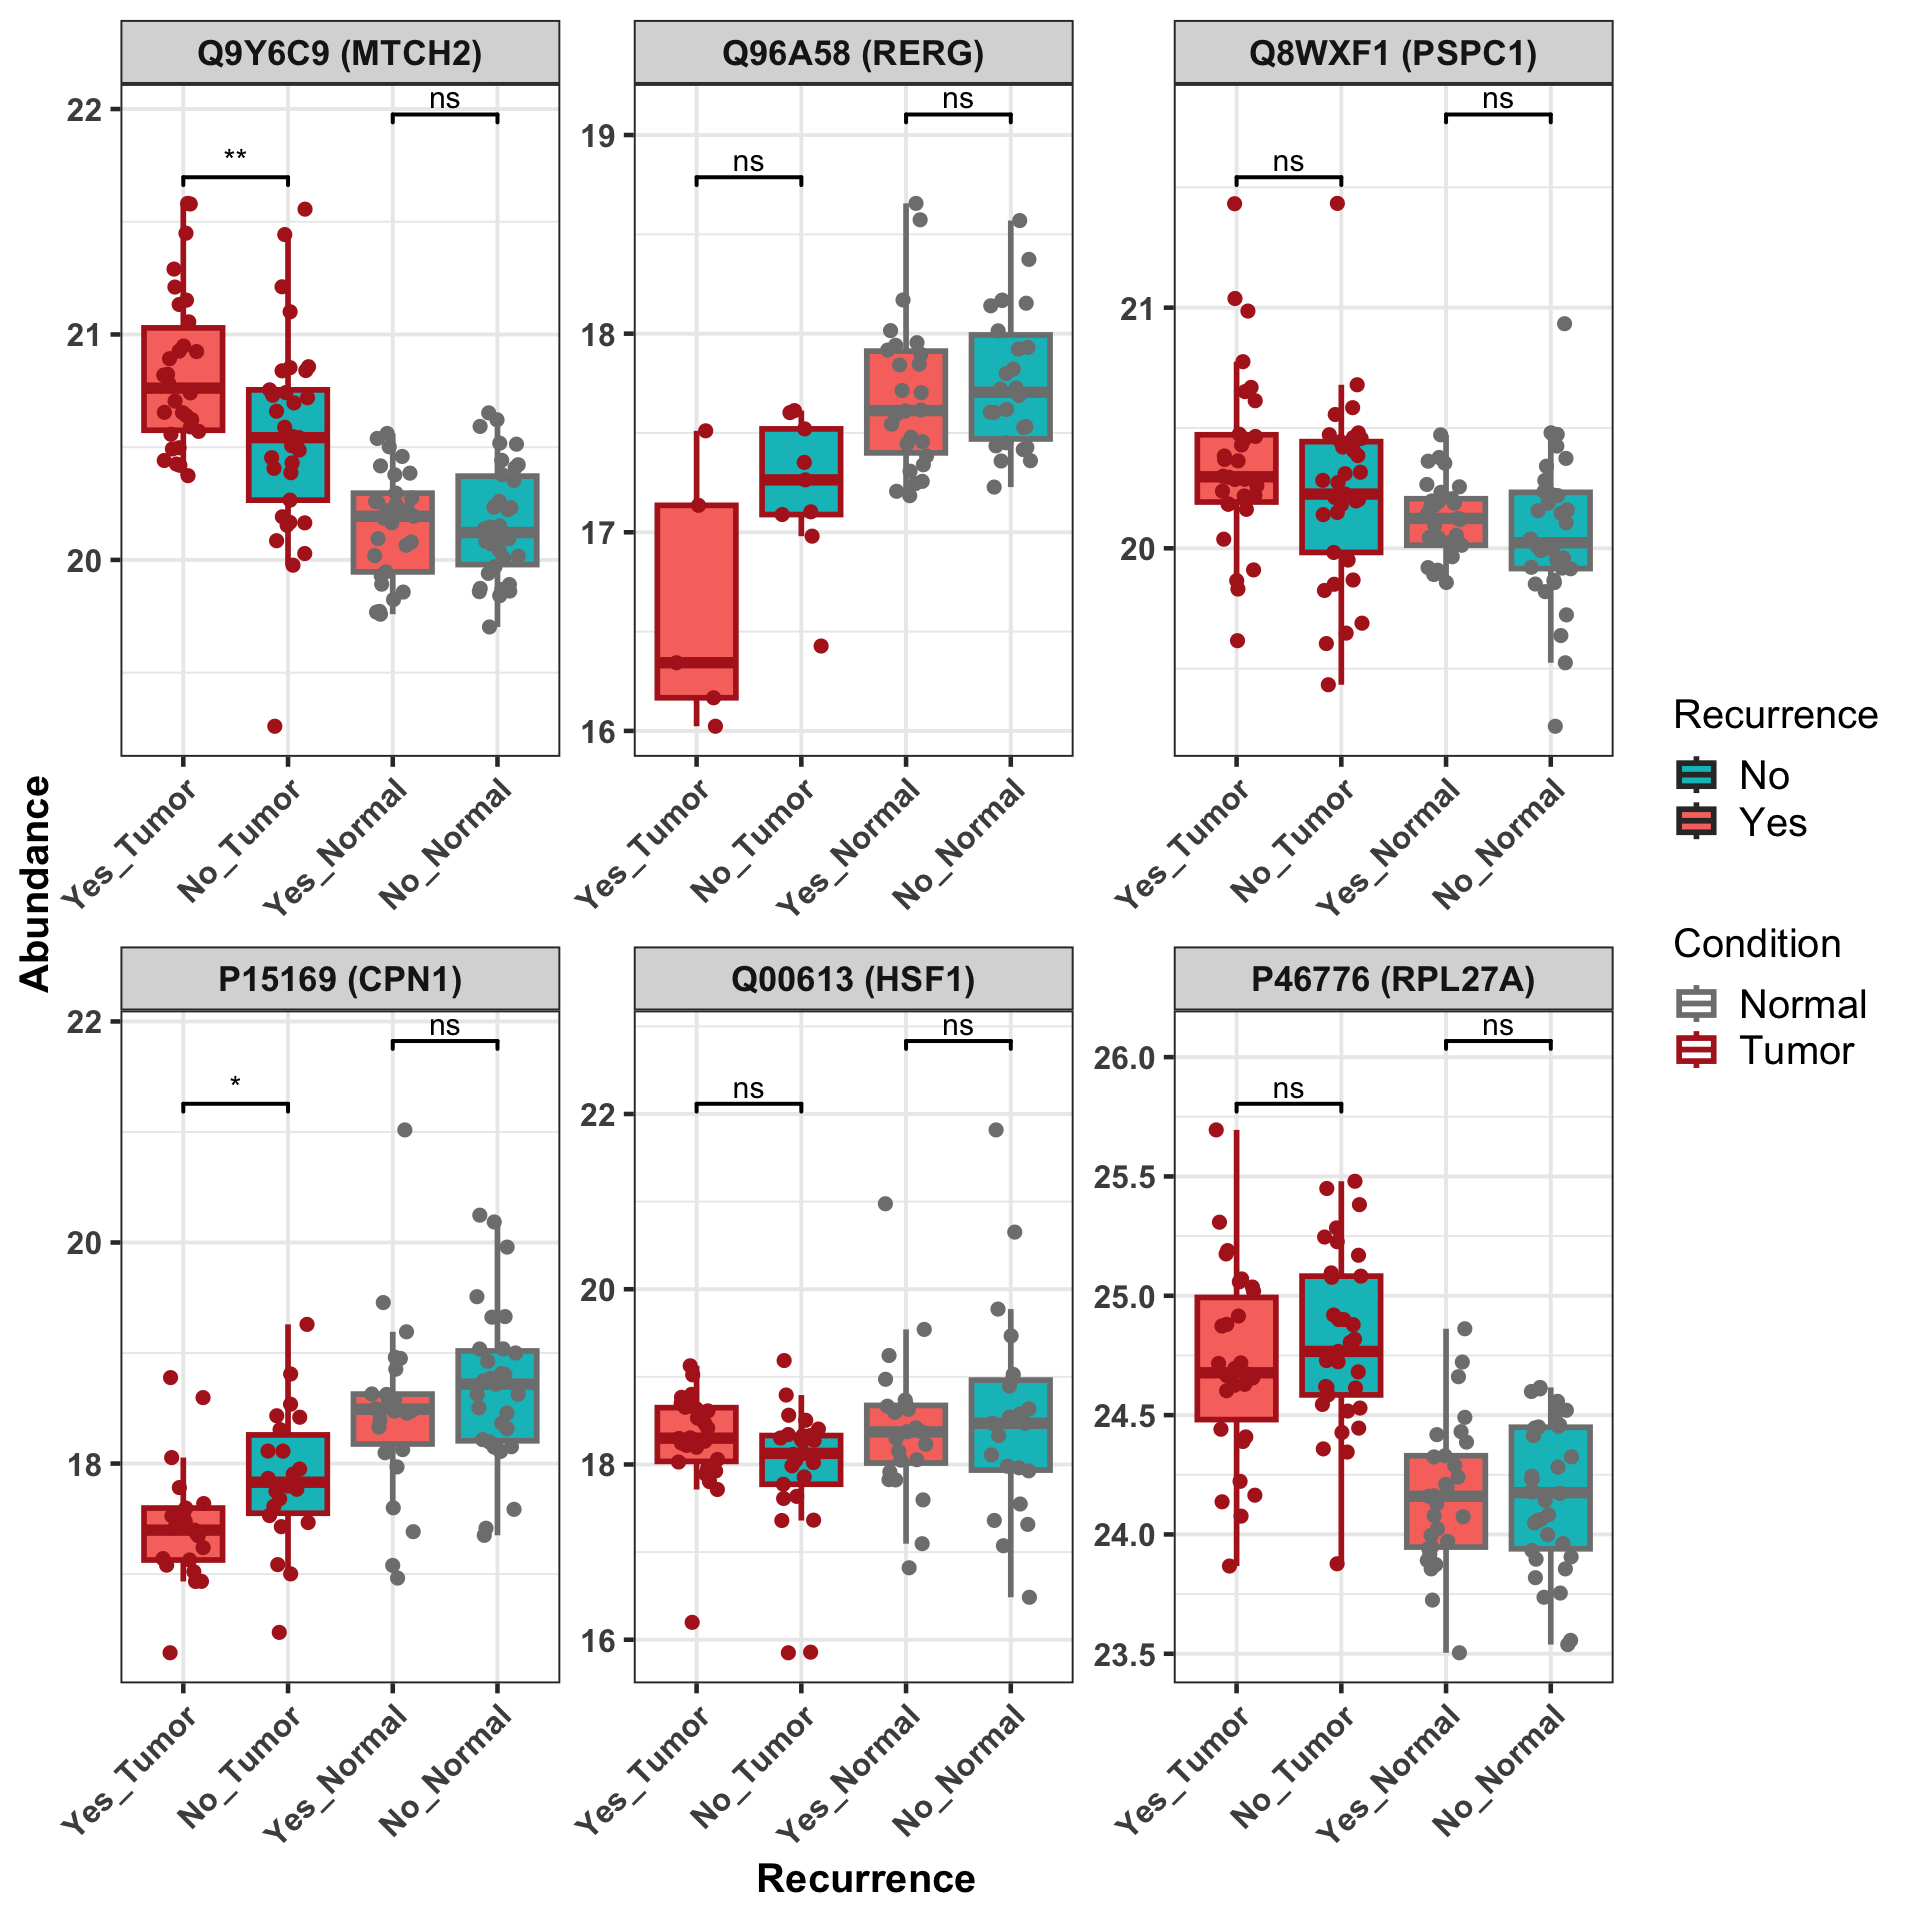 Q9Y6C9 (MTCH2)
Q96A58 (RERG)
Q8WXF1 (PSPC1)
22
21
20
**
ns
19
18
17
16
ns
ns
21
20
ns
ns
Yes_Tumor
No_Tumor
Yes_Normal
No_Normal
Yes_Tumor
No_Tumor
Yes_Normal
No_Normal
Yes_Tumor
No_Tumor
Yes_Normal
No_Normal
Abundance
P15169 (CPN1)
Q00613 (HSF1)
P46776 (RPL27A)
22
20
18
*
ns
22
20
18
16
ns
ns
26.0
25.5
25.0
24.5
24.0
23.5
ns
ns
Yes_Tumor
No_Tumor
Yes_Normal
No_Normal
Yes_Tumor
No_Tumor
Yes_Normal
No_Normal
Yes_Tumor
No_Tumor
Yes_Normal
No_Normal
Recurrence
Recurrence
No
Yes
Condition
Normal
Tumor